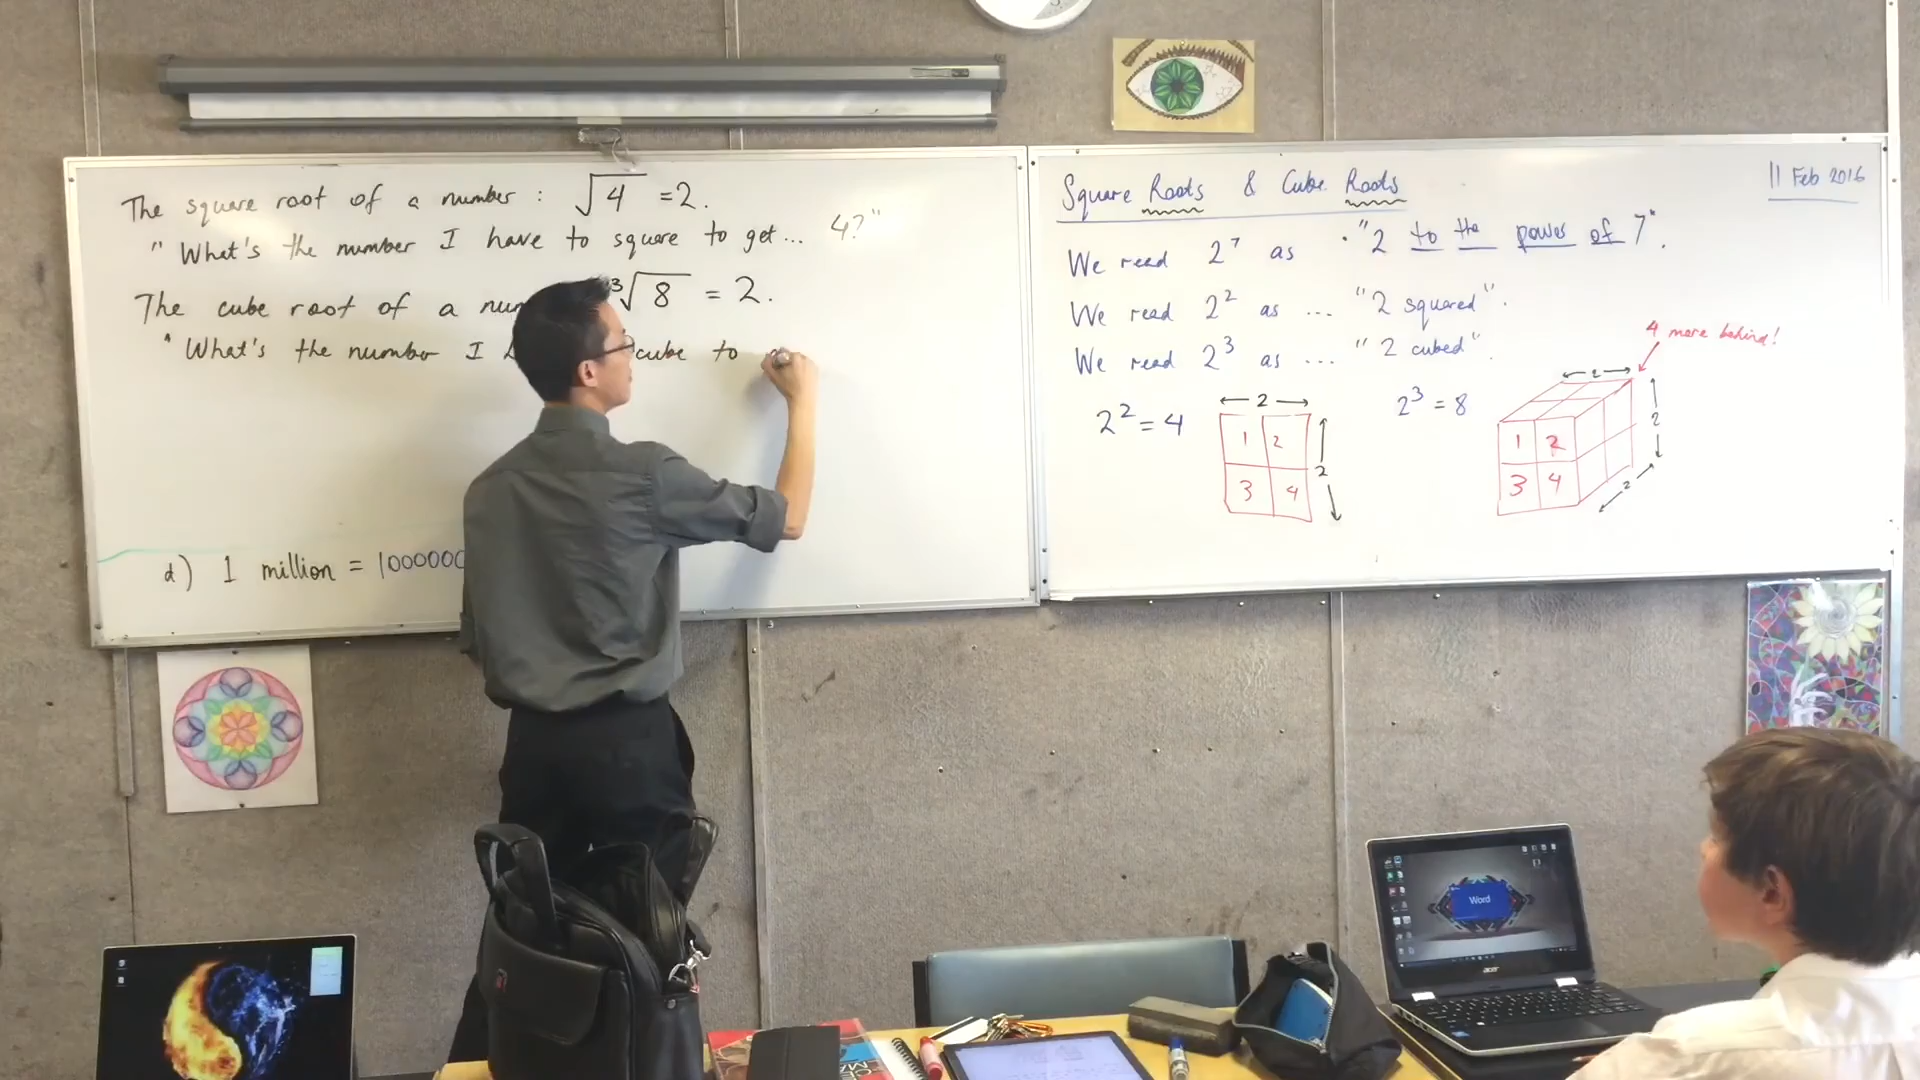 The square root of a number : √4 = 2.
" What's the number I have to square to get... 4?"
The cube root of a num ³√8 = 2.
" What's the number I cube to
d) 1 million = 1000000
Square Roots & Cube Roots
11 Feb 2016
We read 2⁷ as "2 to the power of 7".
We read 2² as ... "2 squared".
We read 2³ as ... "2 cubed".
4 more behind!
2² = 4
2
1 2
3 4
2
2³ = 8
2
1 2
3 4
2
2
Word
acer